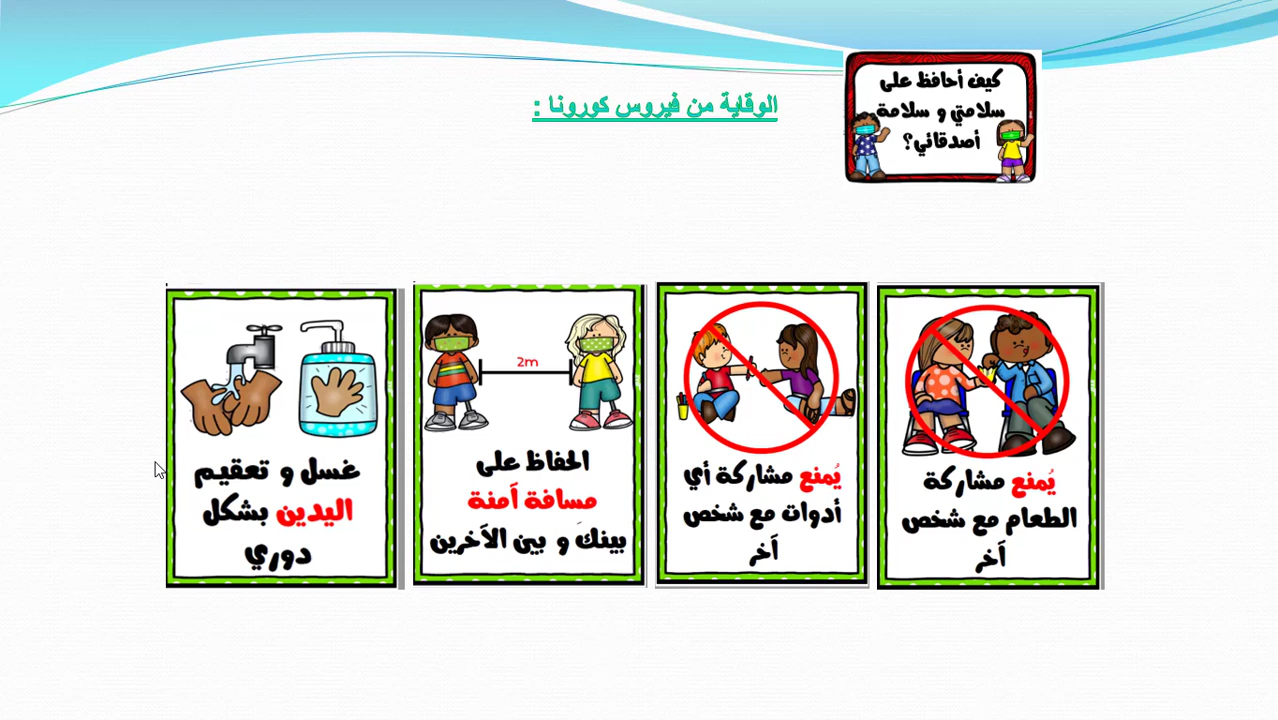 كيف أحافظ على
سلامتي و سلامة
أصدقائي؟
الوقاية من فيروس كورونا :
يُمنع مشاركة
الطعام مع شخص
آخر
يُمنع مشاركة أي
أدوات مع شخص
آخر
2m
الحفاظ على
مسافة آمنة
بينكَ و بين الآخرين
غسل و تعقيم
اليدين بشكل
دوري